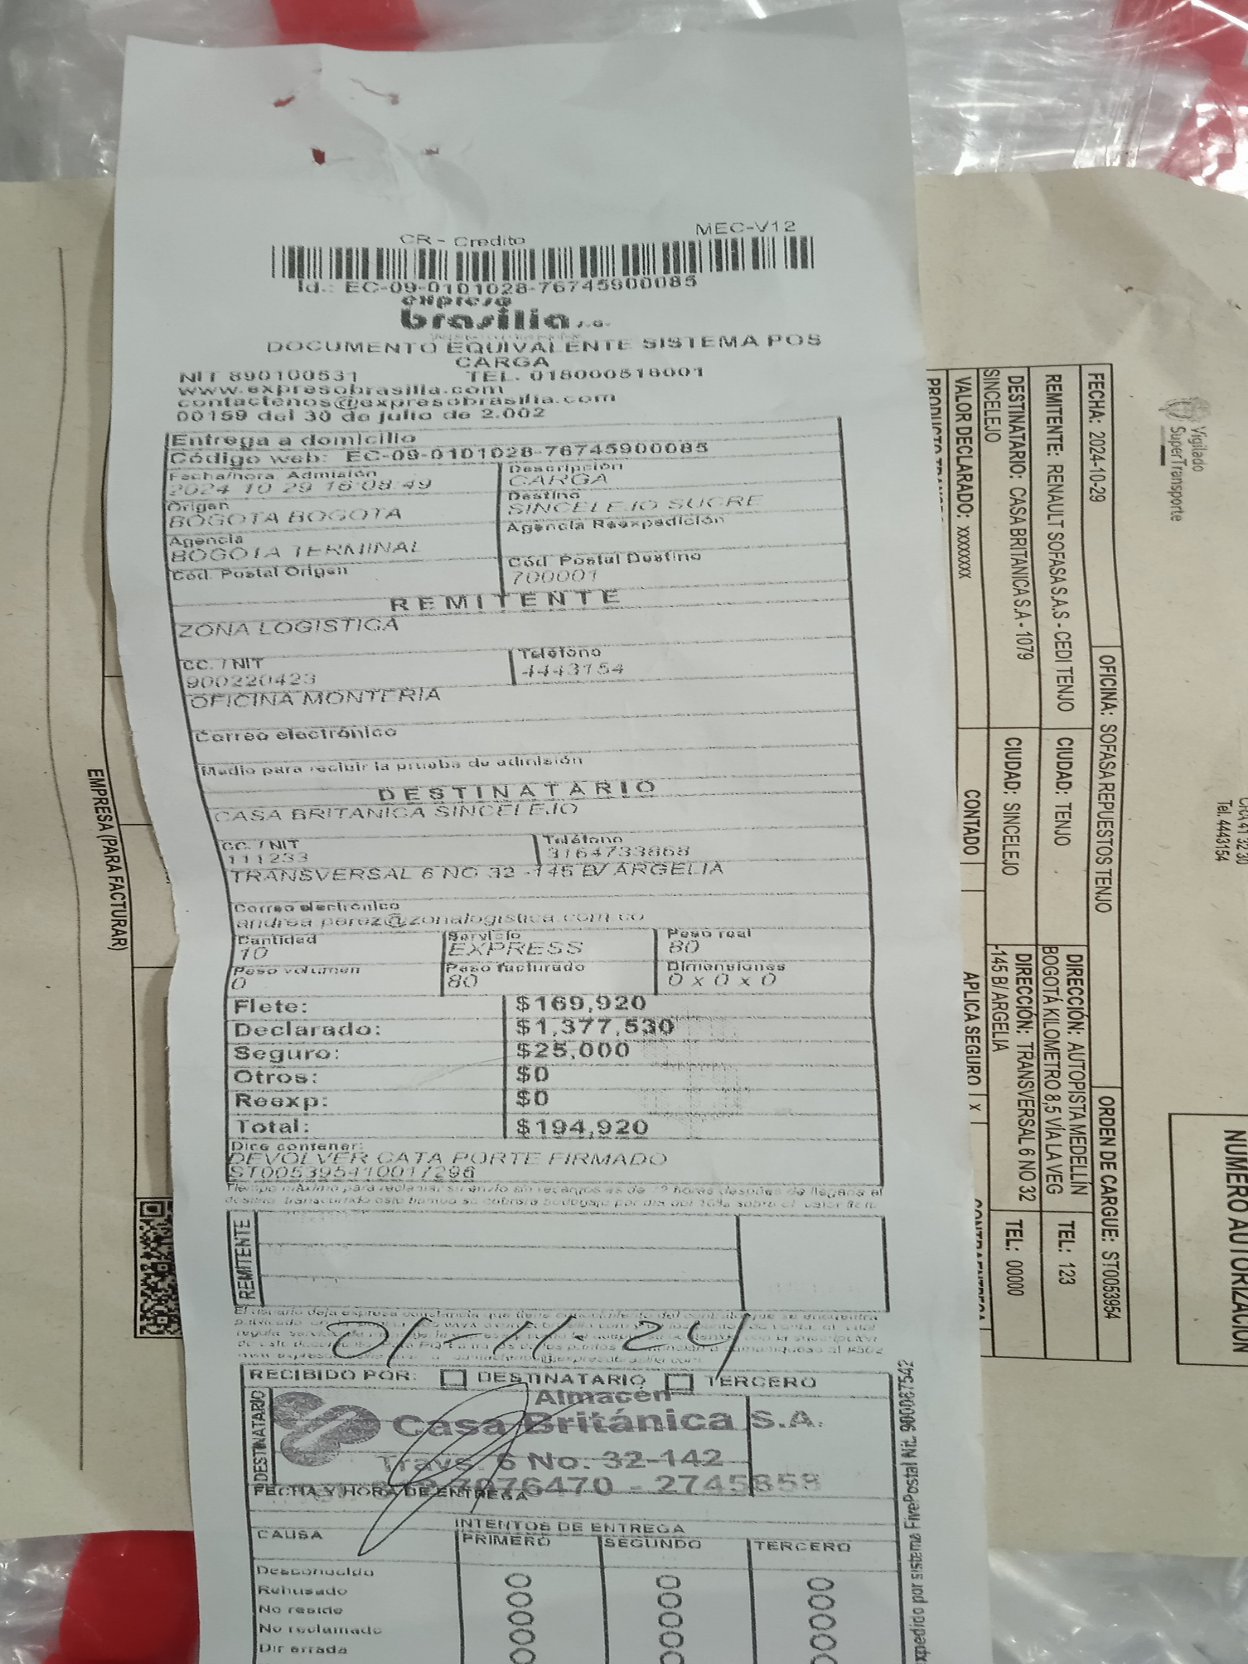 CR - Credito
MEC-V12
Id.: EC-09-0101028-76745900085
expreso
brasilia s.a.
DOCUMENTO EQUIVALENTE SISTEMA POS
CARGA
NIT 890100531 TEL. 018000518001
www.expresobrasilia.com
contactenos@expresobrasilia.com
00159 del 30 de julio de 2.002
Entrega a domicilio
Código web: EC-09-0101028-76745900085
Fecha/hora Admisión
2024 10 29 16:08:49
Descripción
CARGA
Origen
BOGOTA BOGOTA
Destino
SINCELEJO SUCRE
Agencia
BOGOTA TERMINAL
Agencia Reexpedición
Cód. Postal Origen
Cód Postal Destino
700001
REMITENTE
ZONA LOGISTICA
CC. / NIT
900220423
Teléfono
4443154
OFICINA MONTERIA
Correo electrónico
Medio para recibir la prueba de admisión
DESTINATARIO
CASA BRITANICA SINCELEJO
CC. / NIT
111233
Teléfono
3164733868
TRANSVERSAL 6 NO 32 -145 B/ ARGELIA
Correo electrónico
andrea.perez@zonalogistica.com.co
Cantidad
10
Servicio
EXPRESS
Peso real
80
Peso volumen
0
Peso facturado
80
Dimensiones
0 x 0 x 0
Flete: $169,920
Declarado: $1,377,530
Seguro: $25,000
Otros: $0
Reexp: $0
Total: $194,920
Dice contener:
DEVOLVER CATA PORTE FIRMADO
ST005395410017296
REMITENTE
01-11-24
RECIBIDO POR: DESTINATARIO TERCERO
DESTINATARIO
Almacén
Casa Británica S.A.
Travs. 6 No. 32-142
2745858
FECHA Y HORA DE ENTREGA
INTENTOS DE ENTREGA
CAUSA PRIMERO SEGUNDO TERCERO
Desconocido
Rehusado
No reside
No reclamado
Dir errada
expedido por sistema FivePostal Nit. 900087542
EMPRESA (PARA FACTURAR)
Vigilado
SuperTransporte
Tel. 4443154
NUMERO AUTORIZACION
FECHA: 2024-10-29 OFICINA: SOFASA REPUESTOS TENJO ORDEN DE CARGUE: ST0053954
REMITENTE: RENAULT SOFASA S.A.S - CEDI TENJO CIUDAD: TENJO DIRECCIÓN: AUTOPISTA MEDELLÍN
BOGOTÁ KILOMETRO 8,5 VÍA LA VEG TEL: 123
DESTINATARIO: CASA BRITANICA S.A - 1079
SINCELEJO CIUDAD: SINCELEJO DIRECCIÓN: TRANSVERSAL 6 NO 32
-145 B/ ARGELIA TEL: 00000
VALOR DECLARADO: xxxxxxxx CONTADO APLICA SEGURO x